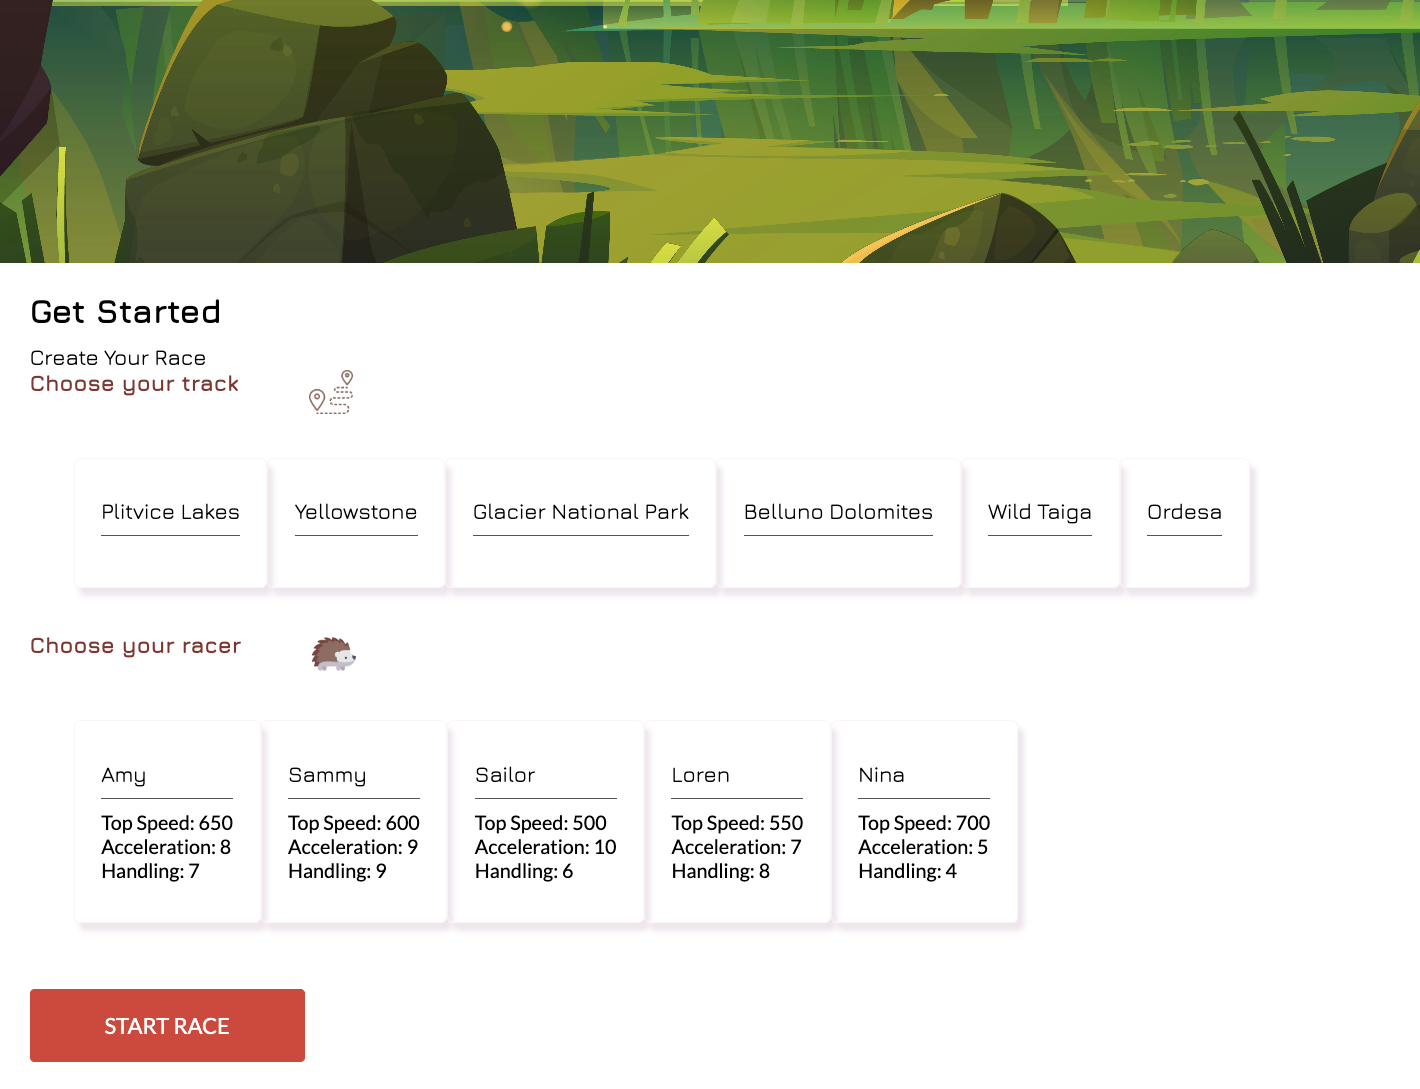 Get Started
Create Your Race
Choose your track
Plitvice Lakes
Yellowstone
Glacier National Park
Belluno Dolomites
Wild Taiga
Ordesa
Choose your racer
Amy
Top Speed: 650
Acceleration: 8
Handling: 7
Sammy
Top Speed: 600
Acceleration: 9
Handling: 9
Sailor
Top Speed: 500
Acceleration: 10
Handling: 6
Loren
Top Speed: 550
Acceleration: 7
Handling: 8
Nina
Top Speed: 700
Acceleration: 5
Handling: 4
START RACE